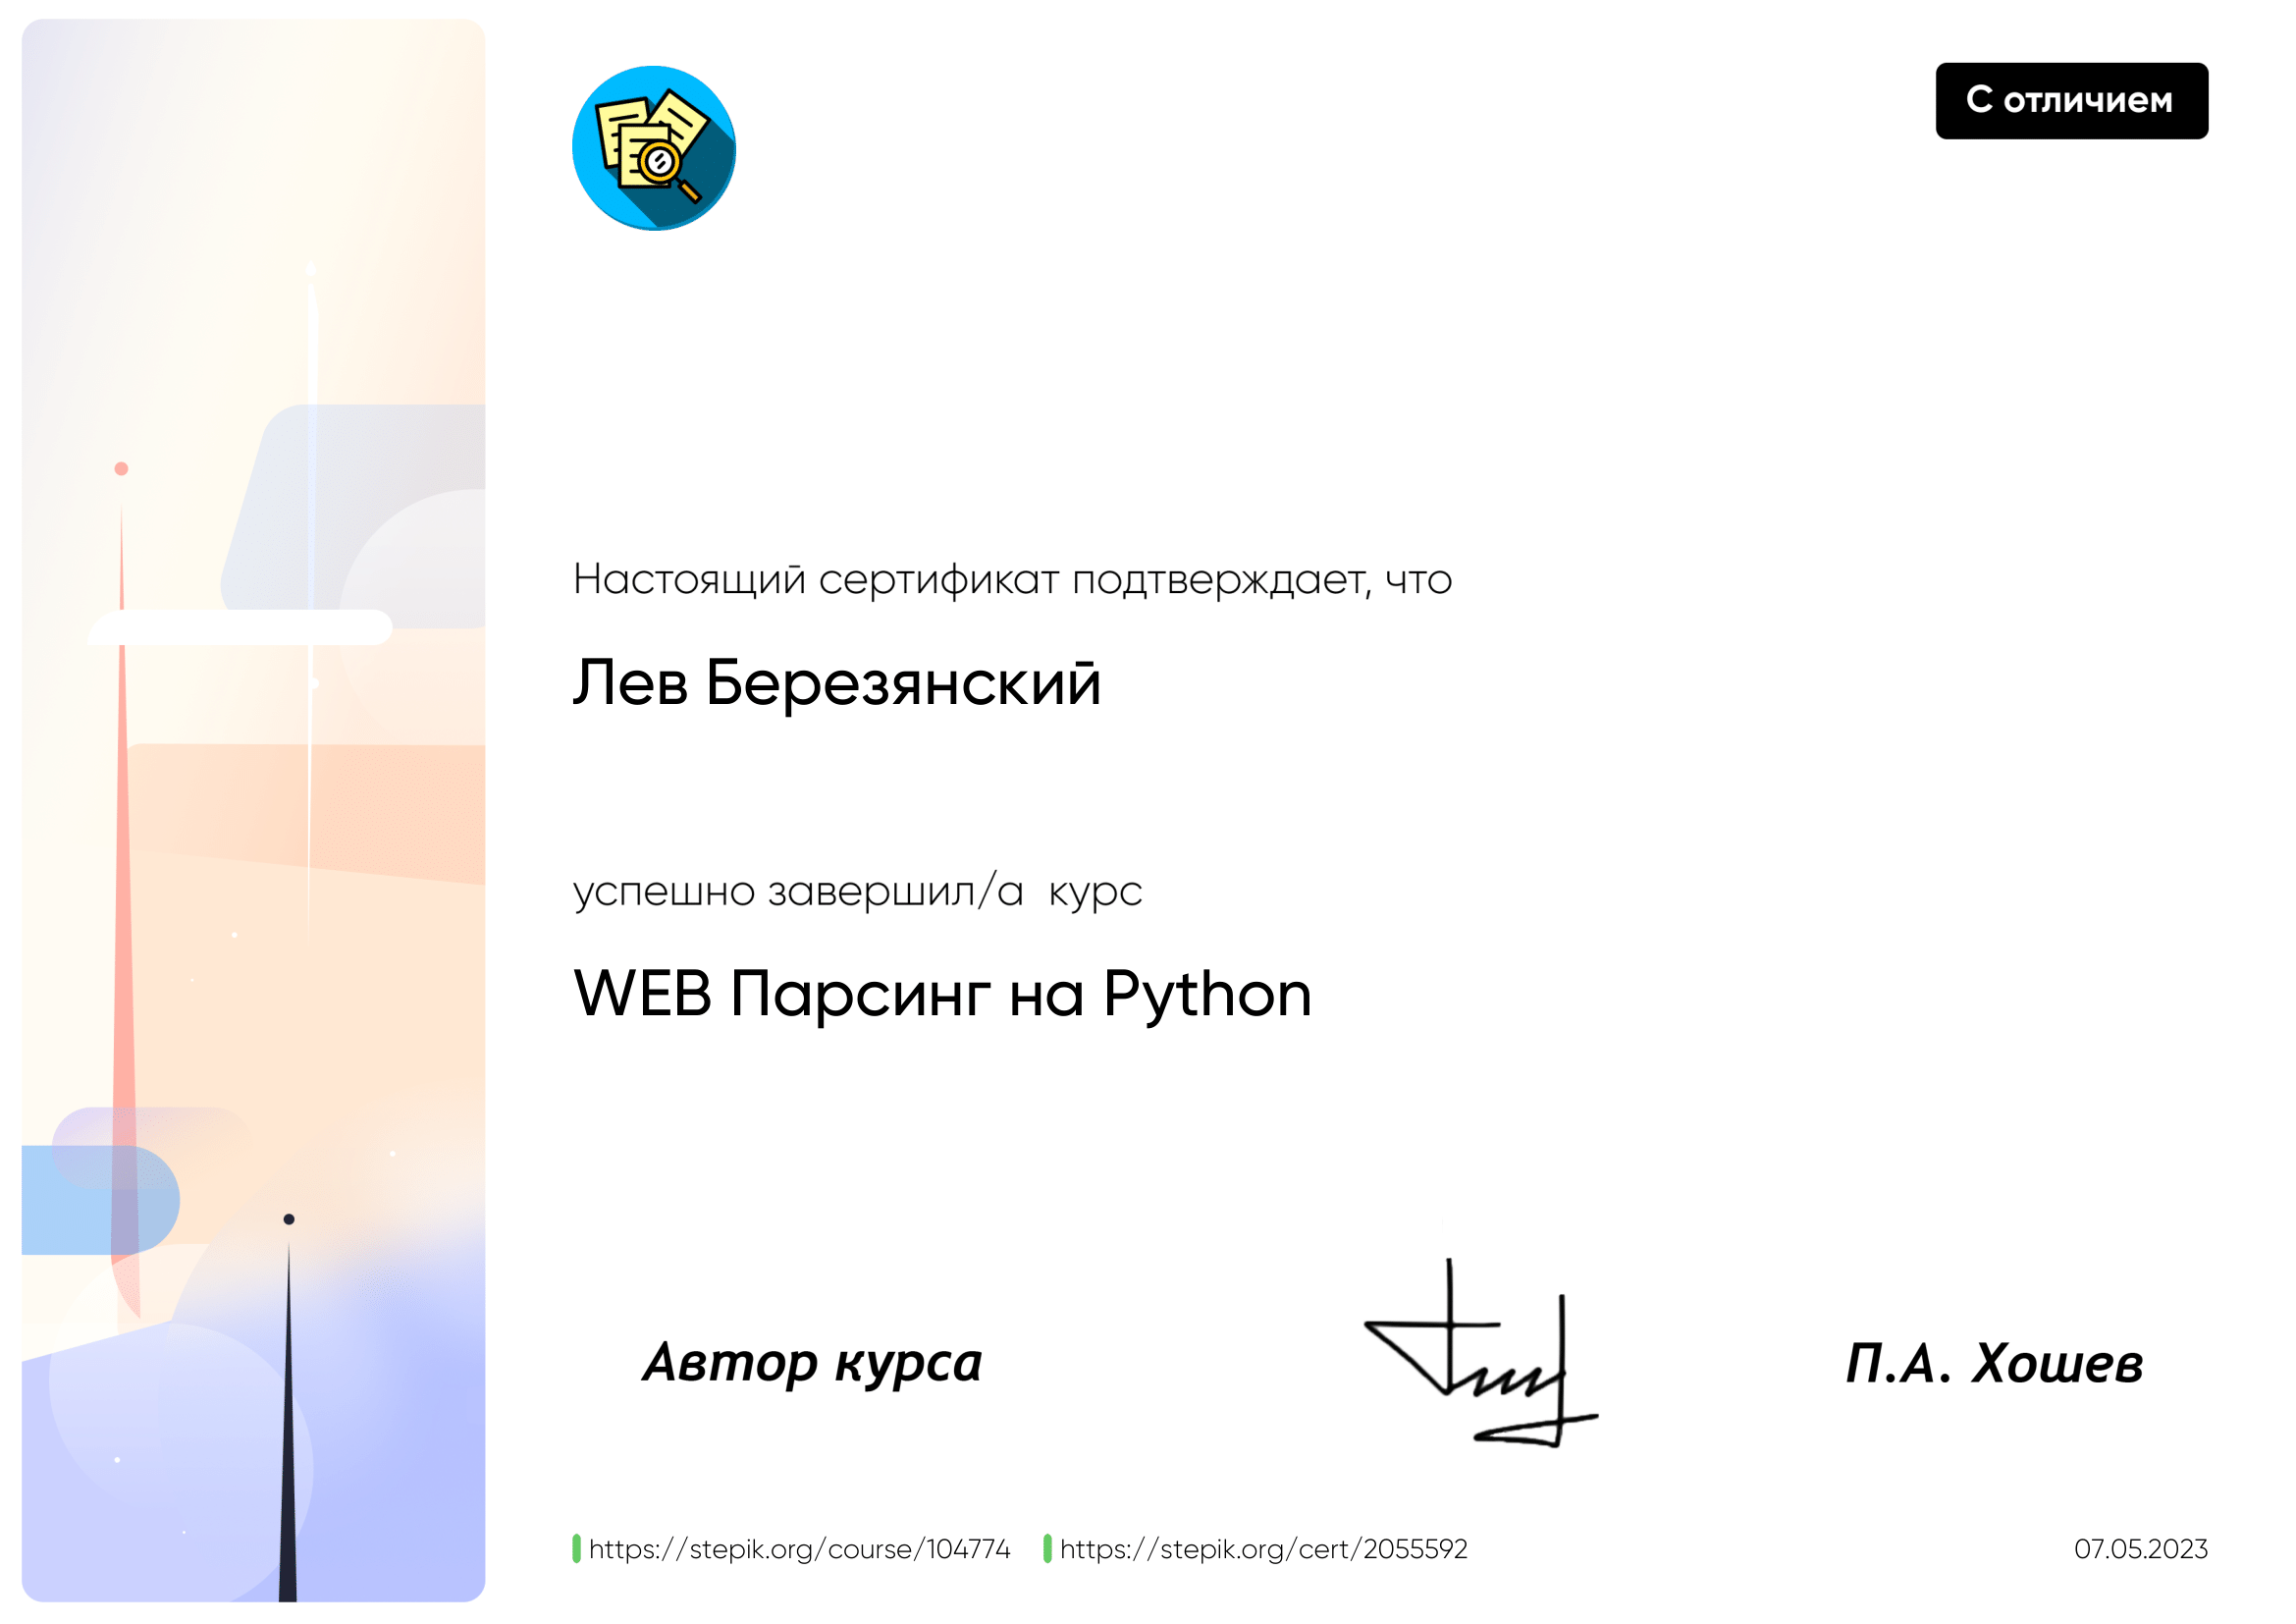 С отличием
Настоящий сертификат подтверждает, что
Лев Березянский
успешно завершил/а  курс
WEB Парсинг на Python
Автор курса
П.А. Хошев
https://stepik.org/course/104774
https://stepik.org/cert/2055592
07.05.2023